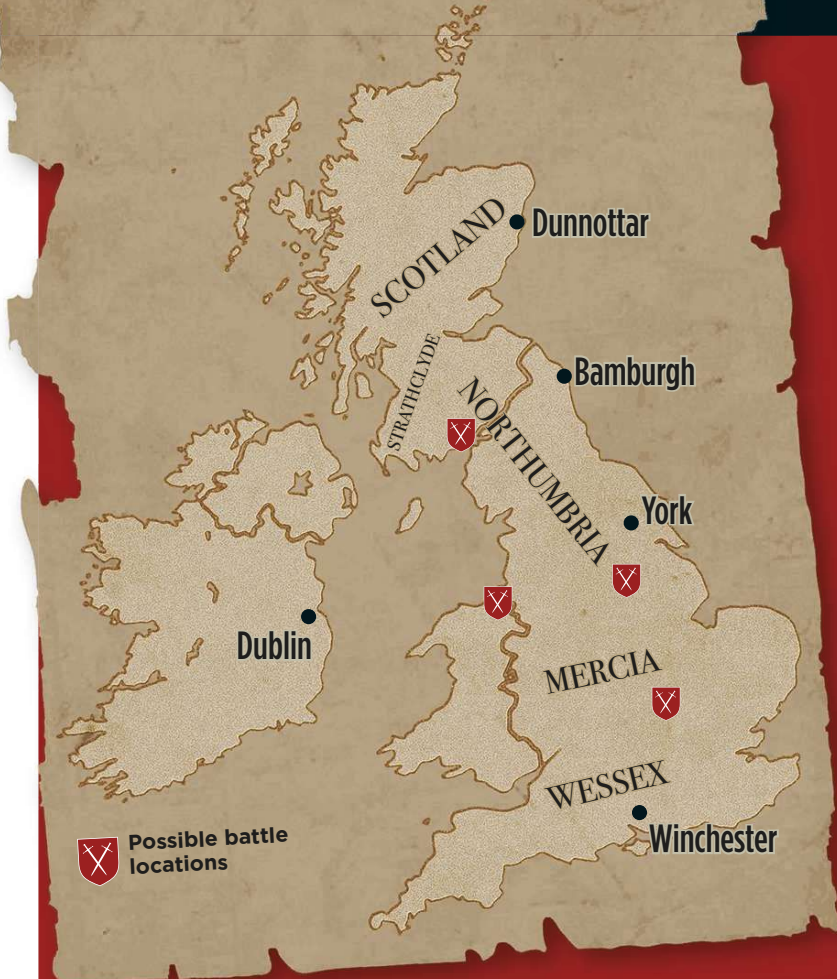 Dunnottar
SCOTLAND
STRATHCLYDE
Bamburgh
NORTHUMBRIA
York
Dublin
MERCIA
WESSEX
Winchester
Possible battle
locations